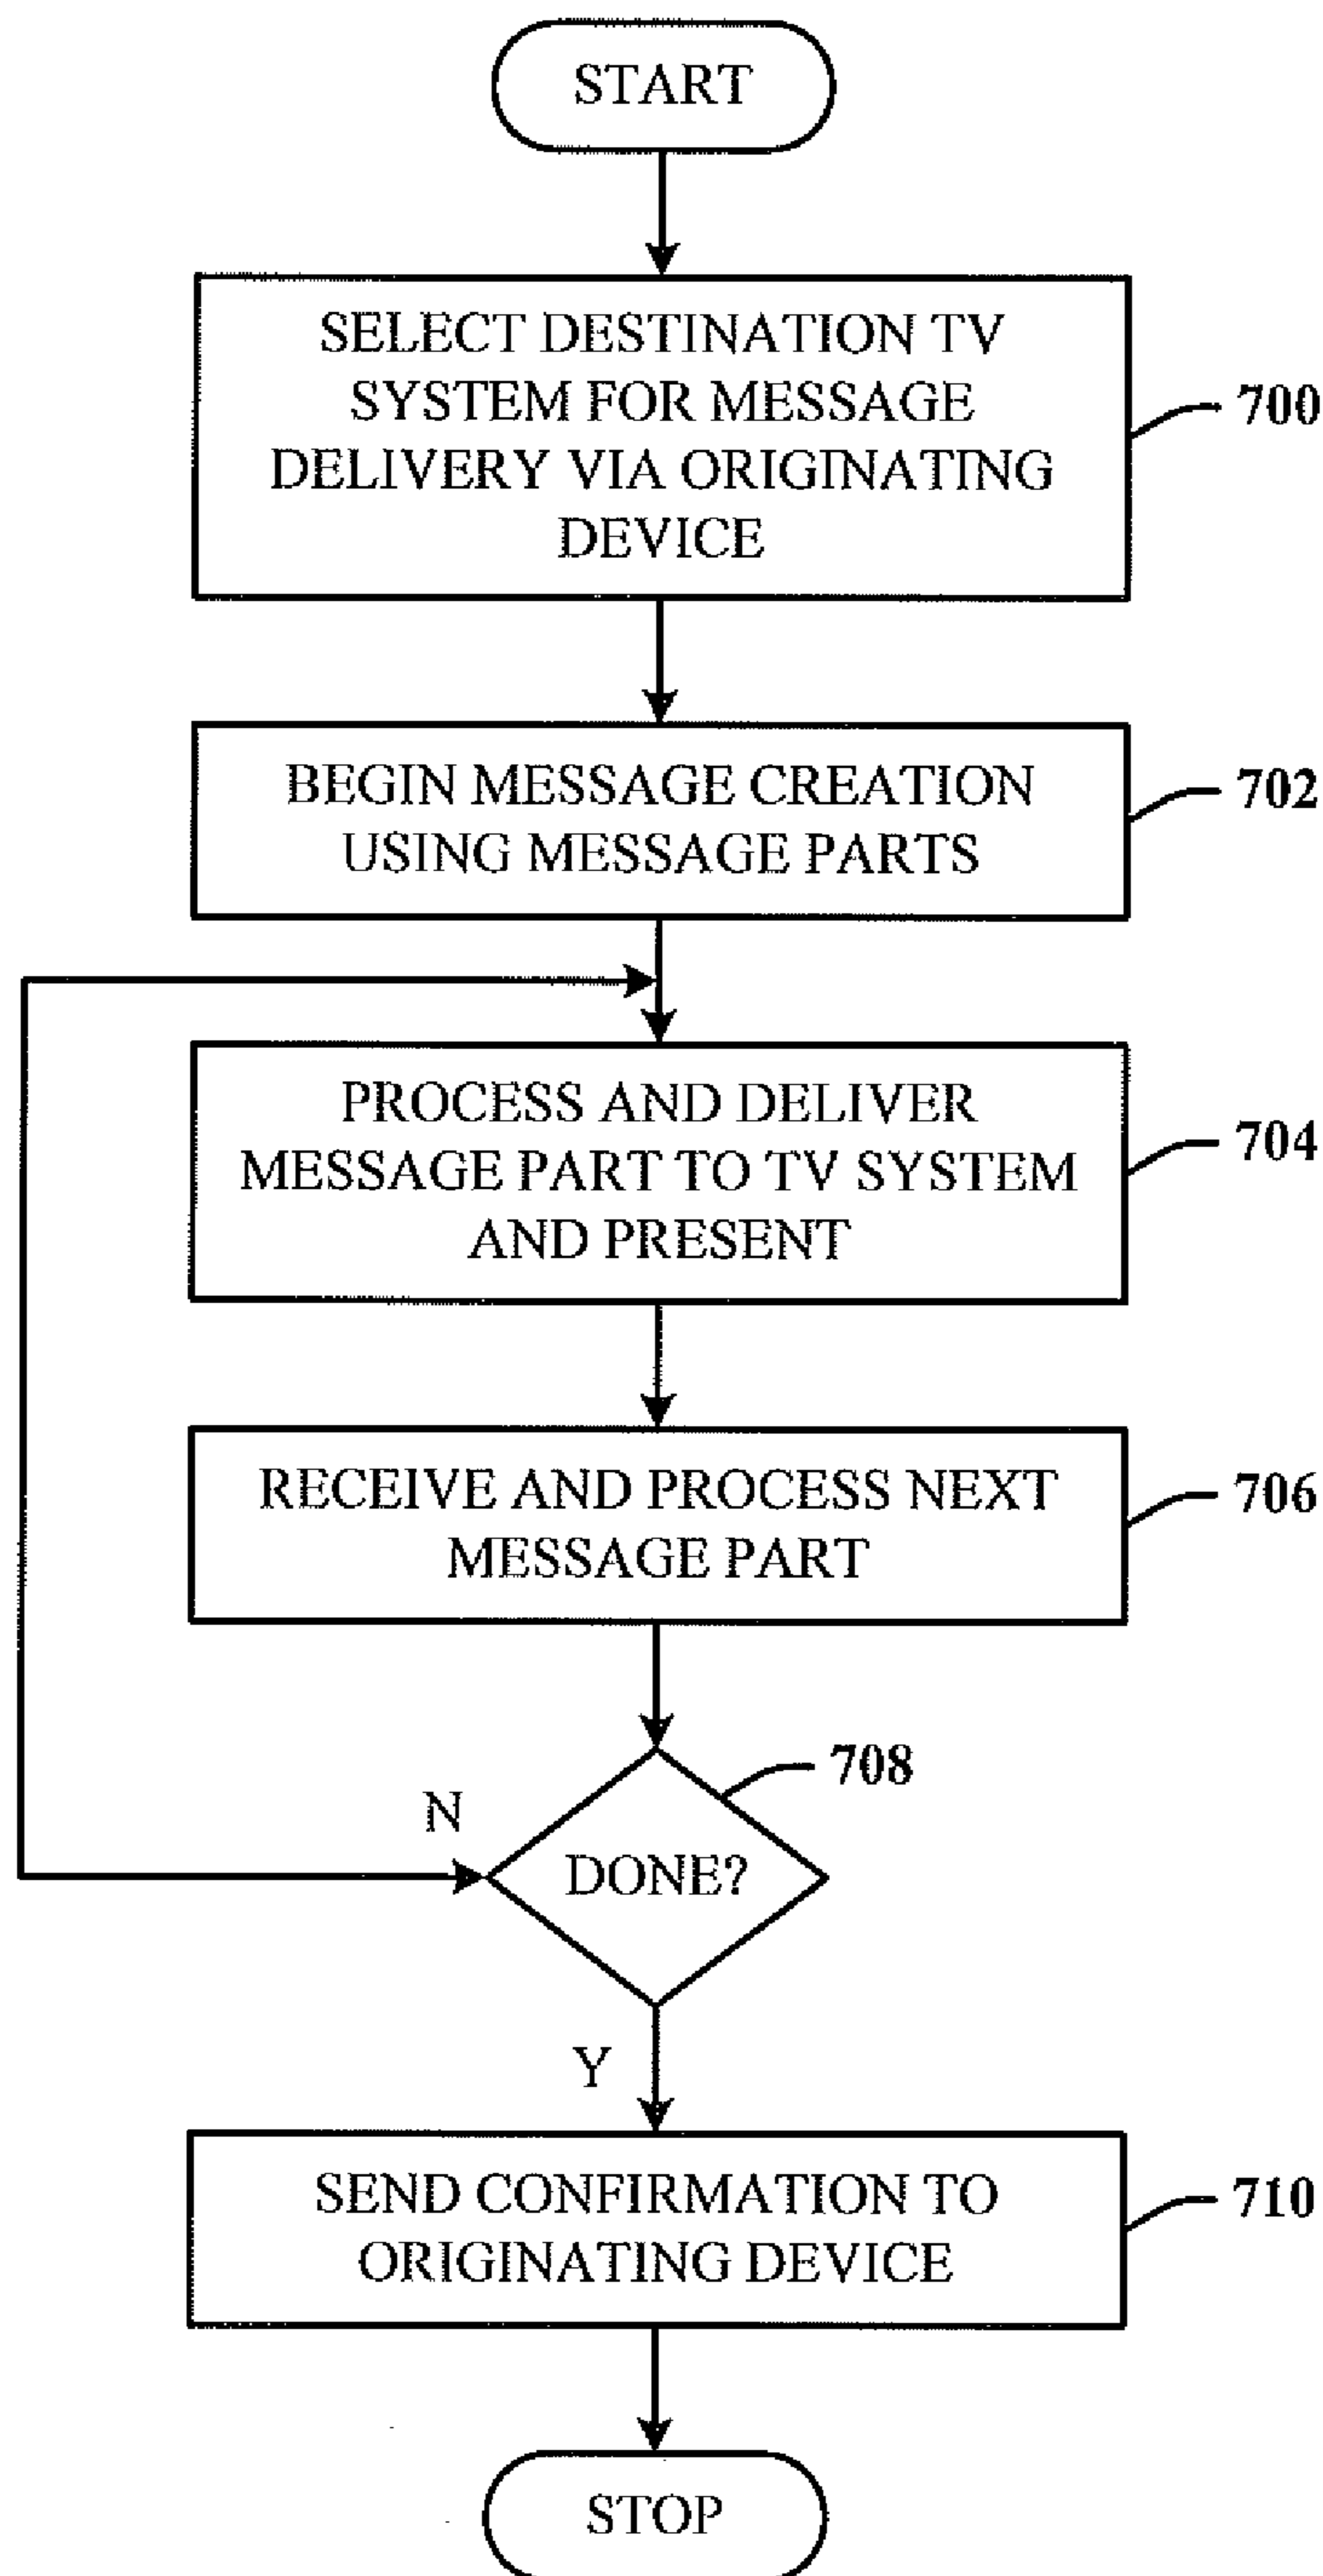 START
SELECT DESTINATION TV
SYSTEM FOR MESSAGE
DELIVERY VIA ORIGINATING
DEVICE
700
BEGIN MESSAGE CREATION
USING MESSAGE PARTS
702
PROCESS AND DELIVER
MESSAGE PART TO TV SYSTEM
AND PRESENT
704
RECEIVE AND PROCESS NEXT
MESSAGE PART
706
708
N
DONE?
Y
SEND CONFIRMATION TO
ORIGINATING DEVICE
710
STOP